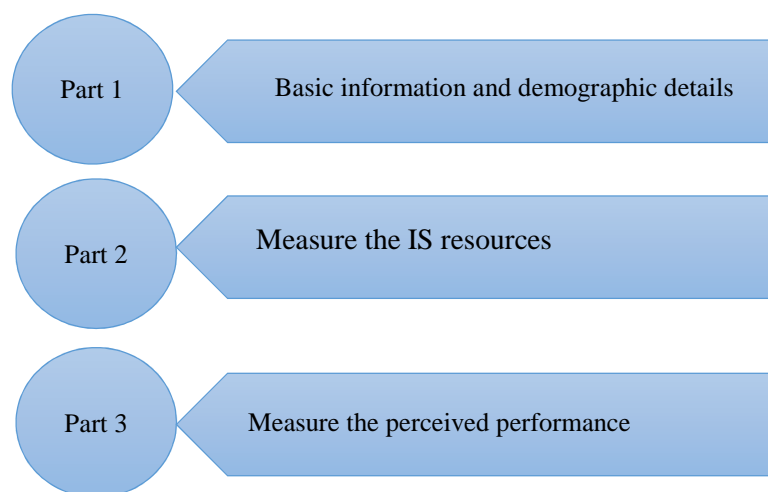 Part 1
Basic information and demographic details
Part 2
Measure the IS resources
Part 3
Measure the perceived performance